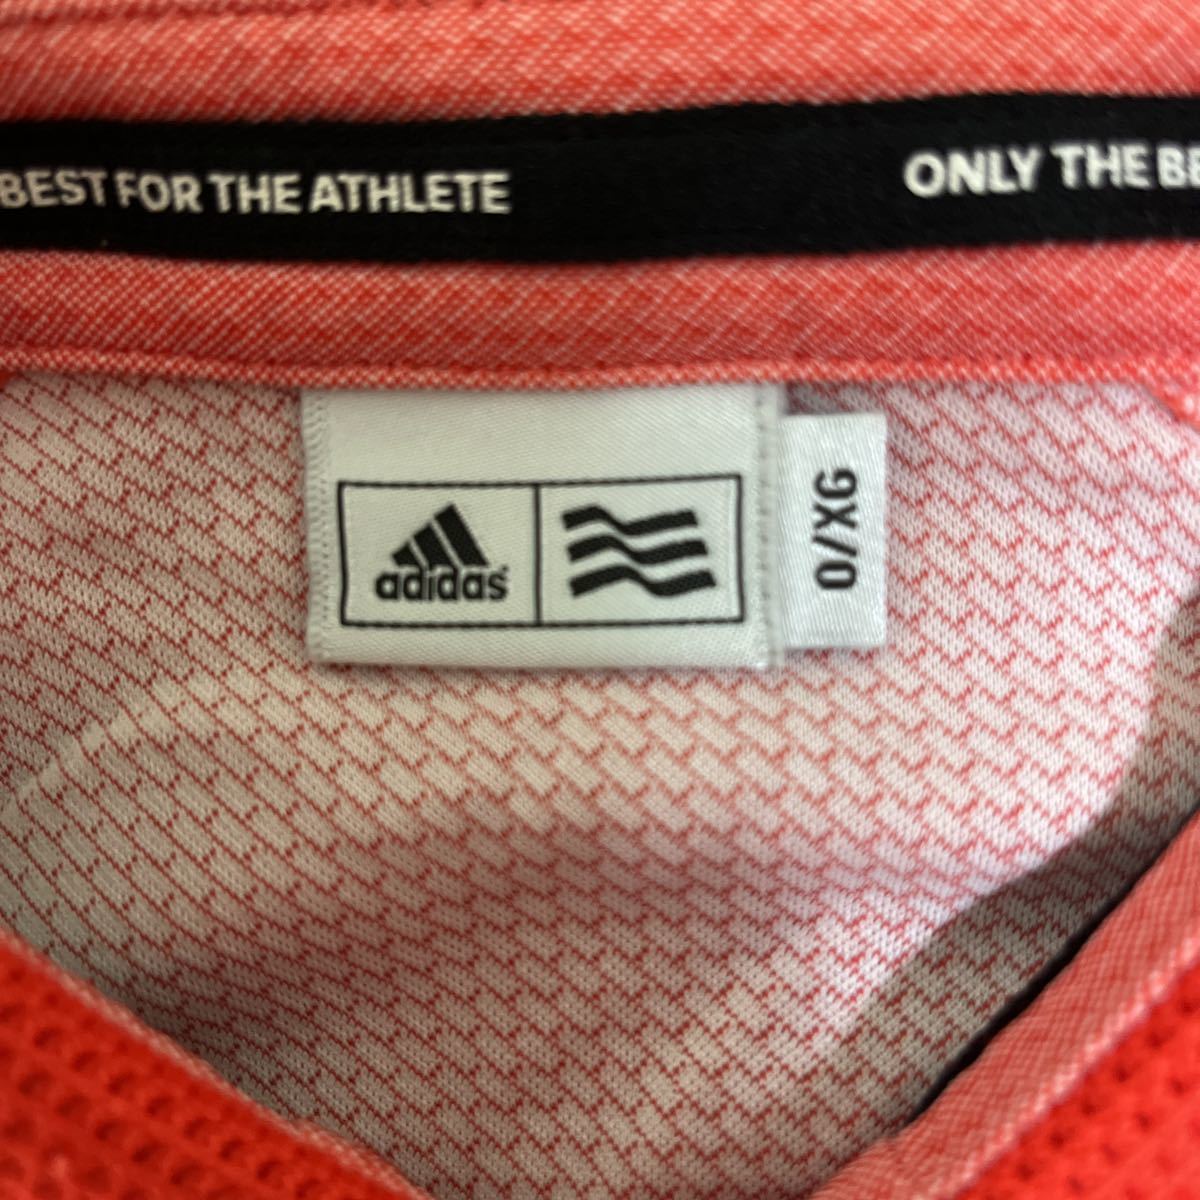 BEST FOR THE ATHLETE
ONLY THE BE
adidas
O/XG